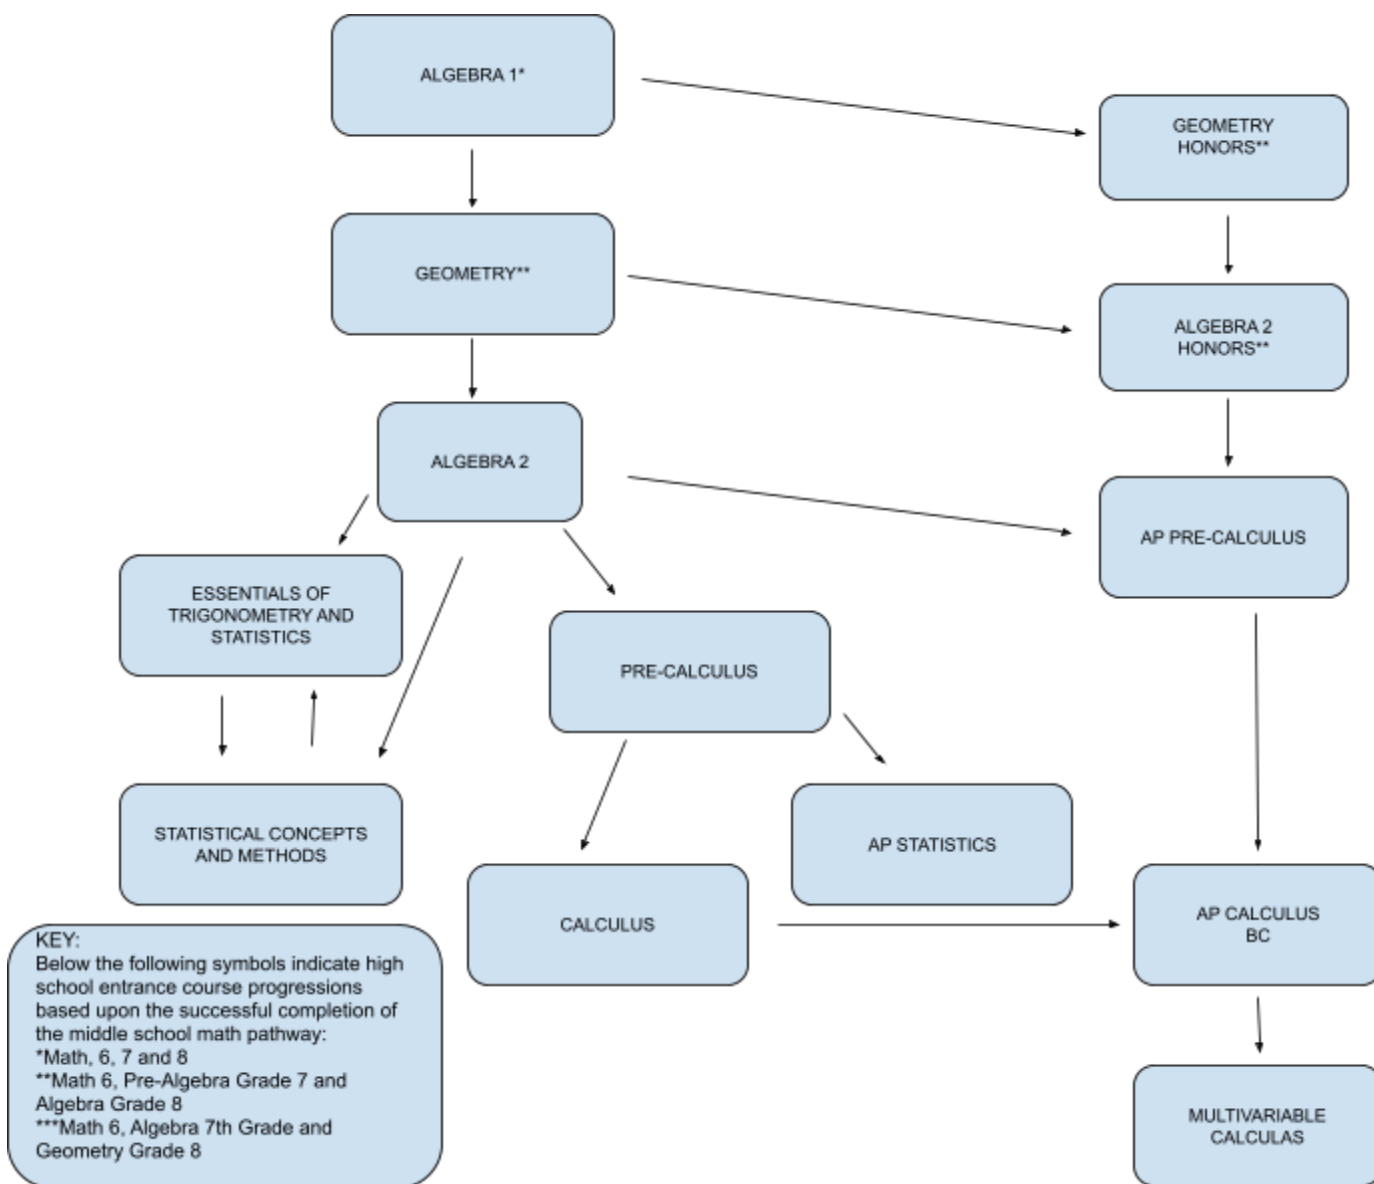 ALGEBRA 1*
GEOMETRY
HONORS**
GEOMETRY**
ALGEBRA 2
HONORS**
ALGEBRA 2
AP PRE-CALCULUS
ESSENTIALS OF
TRIGONOMETRY AND
STATISTICS
PRE-CALCULUS
STATISTICAL CONCEPTS
AND METHODS
AP STATISTICS
CALCULUS
AP CALCULUS
BC
KEY:
Below the following symbols indicate high
school entrance course progressions
based upon the successful completion of
the middle school math pathway:
*Math, 6, 7 and 8
**Math 6, Pre-Algebra Grade 7 and
Algebra Grade 8
***Math 6, Algebra 7th Grade and
Geometry Grade 8
MULTIVARIABLE
CALCULAS